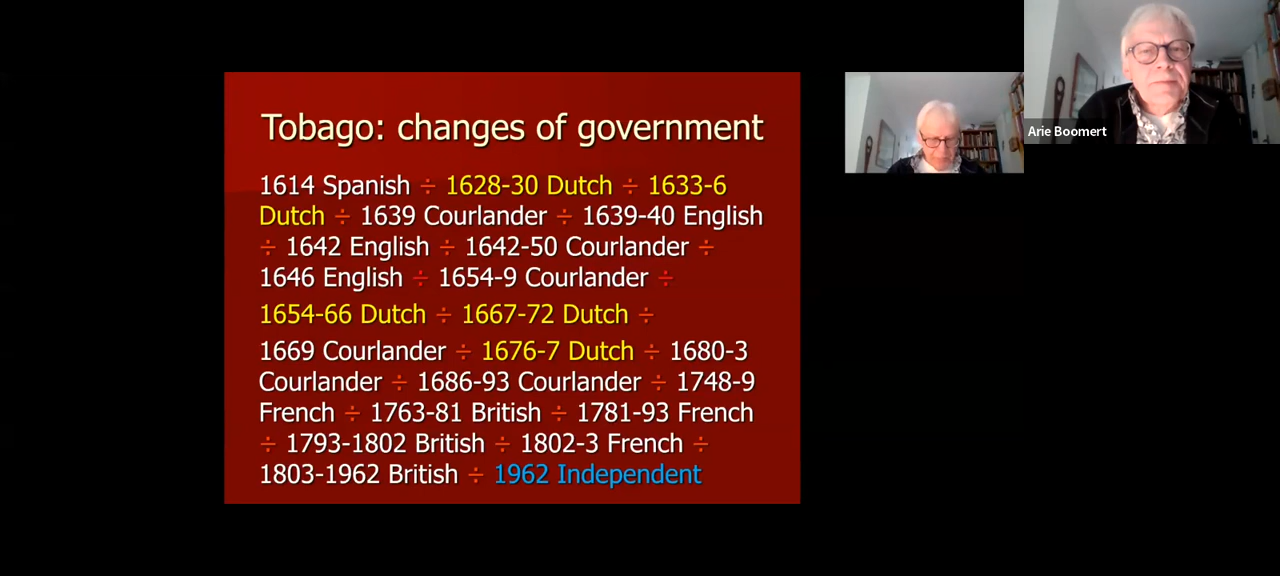 Tobago: changes of government
1614 Spanish ÷ 1628-30 Dutch ÷ 1633-6
Dutch ÷ 1639 Courlander ÷ 1639-40 English
÷ 1642 English ÷ 1642-50 Courlander ÷
1646 English ÷ 1654-9 Courlander ÷
1654-66 Dutch ÷ 1667-72 Dutch ÷
1669 Courlander ÷ 1676-7 Dutch ÷ 1680-3
Courlander ÷ 1686-93 Courlander ÷ 1748-9
French ÷ 1763-81 British ÷ 1781-93 French
÷ 1793-1802 British ÷ 1802-3 French ÷
1803-1962 British ÷ 1962 Independent
Arie Boomert